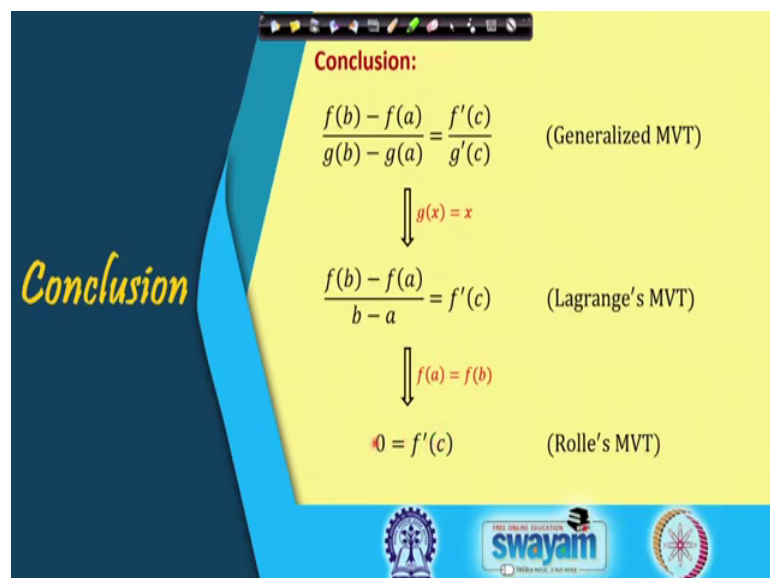 Conclusion:
f(b) − f(a) / g(b) − g(a) = f′(c) / g′(c) (Generalized MVT)
g(x) = x
Conclusion
f(b) − f(a) / b − a = f′(c) (Lagrange's MVT)
f(a) = f(b)
0 = f′(c) (Rolle's MVT)
FREE ONLINE EDUCATION
swayam